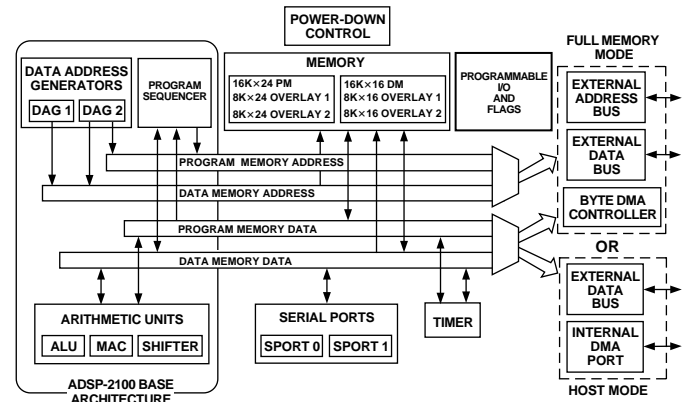 POWER-DOWN
CONTROL
FULL MEMORY
MODE
DATA ADDRESS
GENERATORS
DAG 1
DAG 2
PROGRAM
SEQUENCER
MEMORY
16K×24 PM
8K×24 OVERLAY 1
8K×24 OVERLAY 2
16K×16 DM
8K×16 OVERLAY 1
8K×16 OVERLAY 2
PROGRAMMABLE
I/O
AND
FLAGS
EXTERNAL
ADDRESS
BUS
EXTERNAL
DATA
BUS
BYTE DMA
CONTROLLER
OR
EXTERNAL
DATA
BUS
INTERNAL
DMA
PORT
HOST MODE
PROGRAM MEMORY ADDRESS
DATA MEMORY ADDRESS
PROGRAM MEMORY DATA
DATA MEMORY DATA
ARITHMETIC UNITS
ALU
MAC
SHIFTER
SERIAL PORTS
SPORT 0
SPORT 1
TIMER
ADSP-2100 BASE
ARCHITECTURE